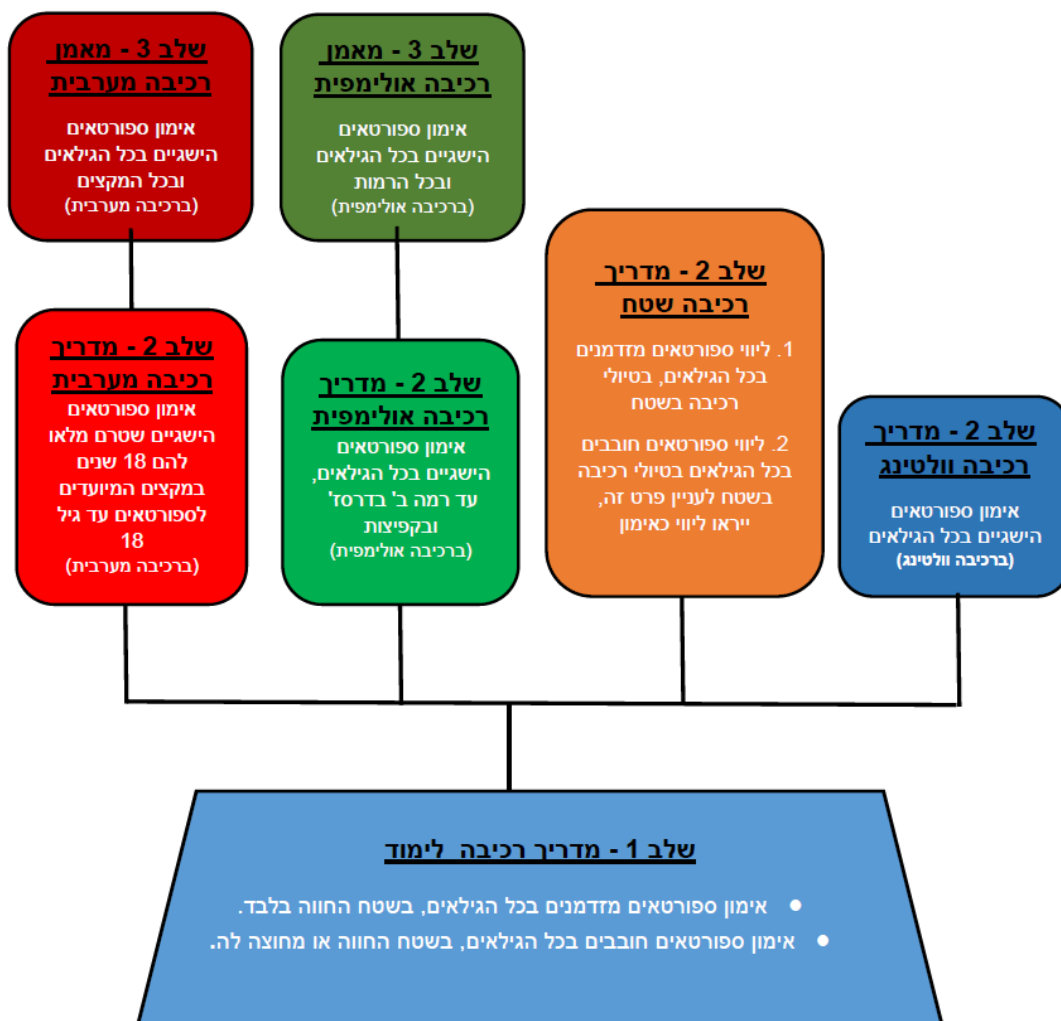 שלב 3 - מאמן
רכיבה מערבית
אימון ספורטאים
הישגיים בכל הגילאים
ובכל המקצים
(ברכיבה מערבית)
שלב 3 - מאמן
רכיבה אולימפית
אימון ספורטאים
הישגיים בכל הגילאים
ובכל הרמות
(ברכיבה אולימפית)
שלב 2 - מדריך
רכיבה מערבית
אימון ספורטאים
הישגיים שטרם מלאו
להם 18 שנים
במקצים המיועדים
לספורטאים עד גיל
18
(ברכיבה מערבית)
שלב 2 - מדריך
רכיבה אולימפית
אימון ספורטאים
הישגיים בכל הגילאים,
עד רמה ב' בדרסז'
ובקפיצות
(ברכיבה אולימפית)
שלב 2 - מדריך
רכיבה שטח
1. ליווי ספורטאים מזדמנים
בכל הגילאים, בטיולי
רכיבה בשטח
2. ליווי ספורטאים חובבים
בכל הגילאים בטיולי רכיבה
בשטח לעניין פרט זה,
ייראו ליווי כאימון
שלב 2 - מדריך
רכיבה וולטינג
אימון ספורטאים
הישגיים בכל הגילאים
(ברכיבה וולטינג)
שלב 1 - מדריך רכיבה לימוד
• אימון ספורטאים מזדמנים בכל הגילאים, בשטח החווה בלבד.
• אימון ספורטאים חובבים בכל הגילאים, בשטח החווה או מחוצה לה.